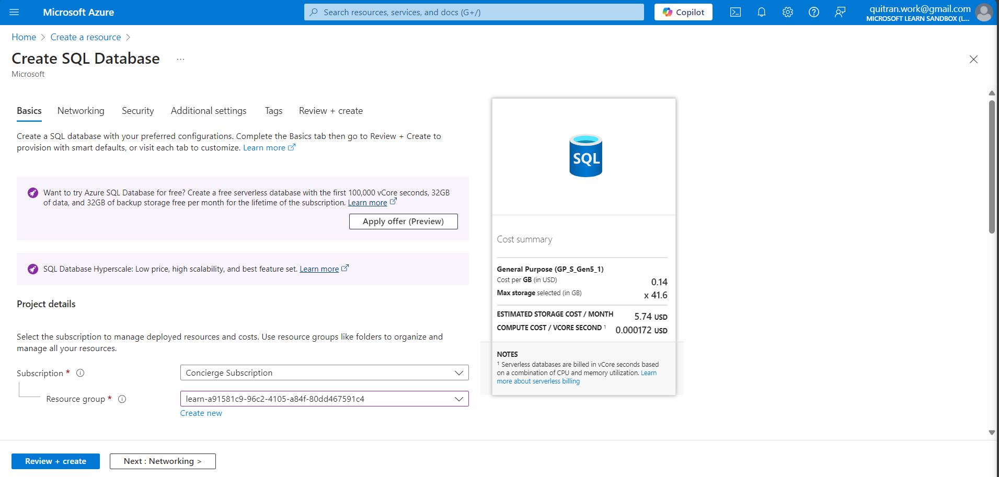 Microsoft Azure
Search resources, services, and docs (G+/)
Copilot
quitran.work@gmail.com
MICROSOFT LEARN SANDBOX (L...
Home > Create a resource >
Create SQL Database ...
Microsoft
Basics Networking Security Additional settings Tags Review + create
Create a SQL database with your preferred configurations. Complete the Basics tab then go to Review + Create to
provision with smart defaults, or visit each tab to customize. Learn more
Want to try Azure SQL Database for free? Create a free serverless database with the first 100,000 vCore seconds, 32GB
of data, and 32GB of backup storage free per month for the lifetime of the subscription. Learn more
Apply offer (Preview)
SQL Database Hyperscale: Low price, high scalability, and best feature set. Learn more
Project details
Select the subscription to manage deployed resources and costs. Use resource groups like folders to organize and
manage all your resources.
Subscription *
Concierge Subscription
Resource group *
learn-a91581c9-96c2-4105-a84f-80dd467591c4
Create new
SQL
Cost summary
General Purpose (GP_S_Gen5_1)
Cost per GB (in USD) 0.14
Max storage selected (in GB) x 41.6
ESTIMATED STORAGE COST / MONTH 5.74 USD
COMPUTE COST / VCORE SECOND ¹ 0.000172 USD
NOTES
¹ Serverless databases are billed in vCore seconds based
on a combination of CPU and memory utilization. Learn
more about serverless billing
Review + create
Next : Networking >